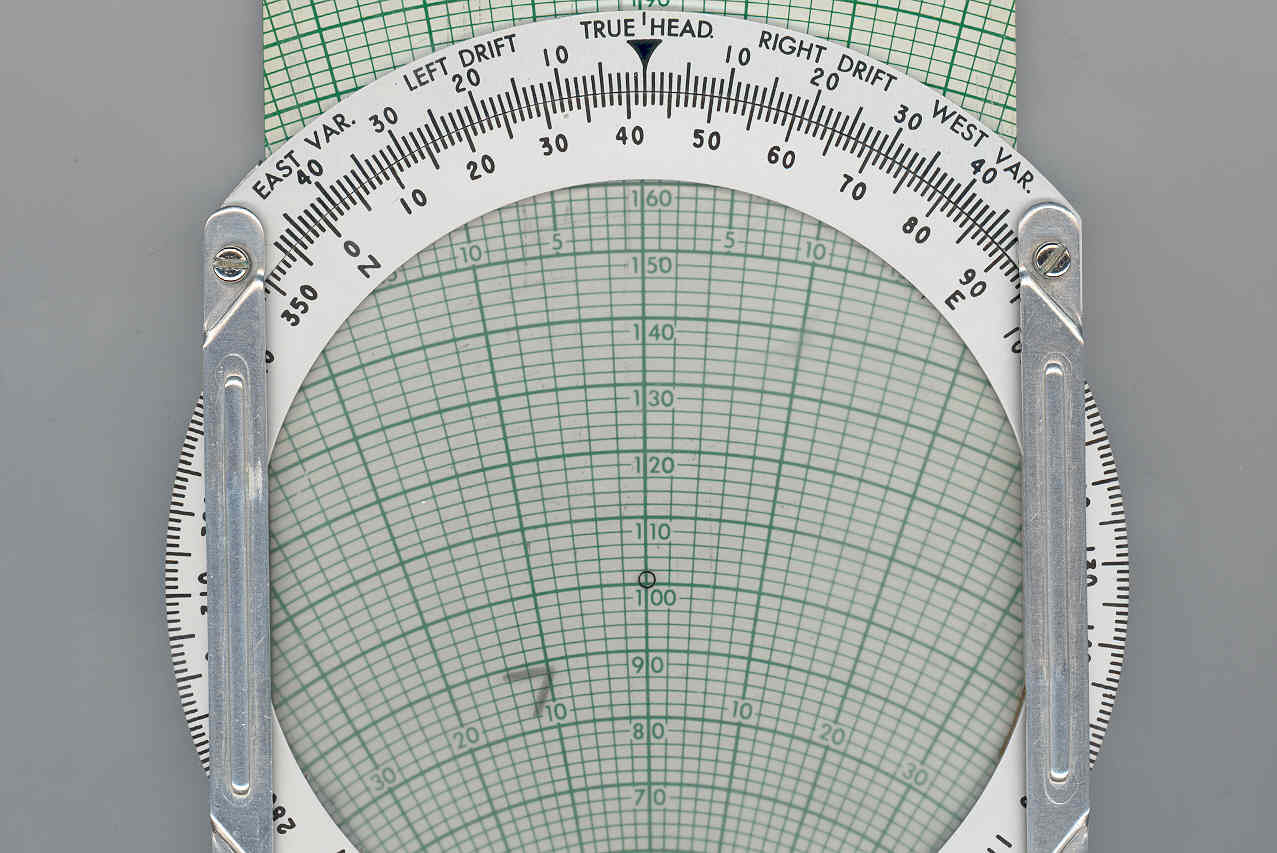 190
TRUE HEAD.
LEFT DRIFT
RIGHT DRIFT
EAST VAR.
WEST VAR.
40 30 20 10
10 20 30 40
350 0 10 20 30 40 50 60 70 80 90
N
E
160
10 5 5 10
150
140
130
120
110
100
90
10 10
20 20
80
30 30
70